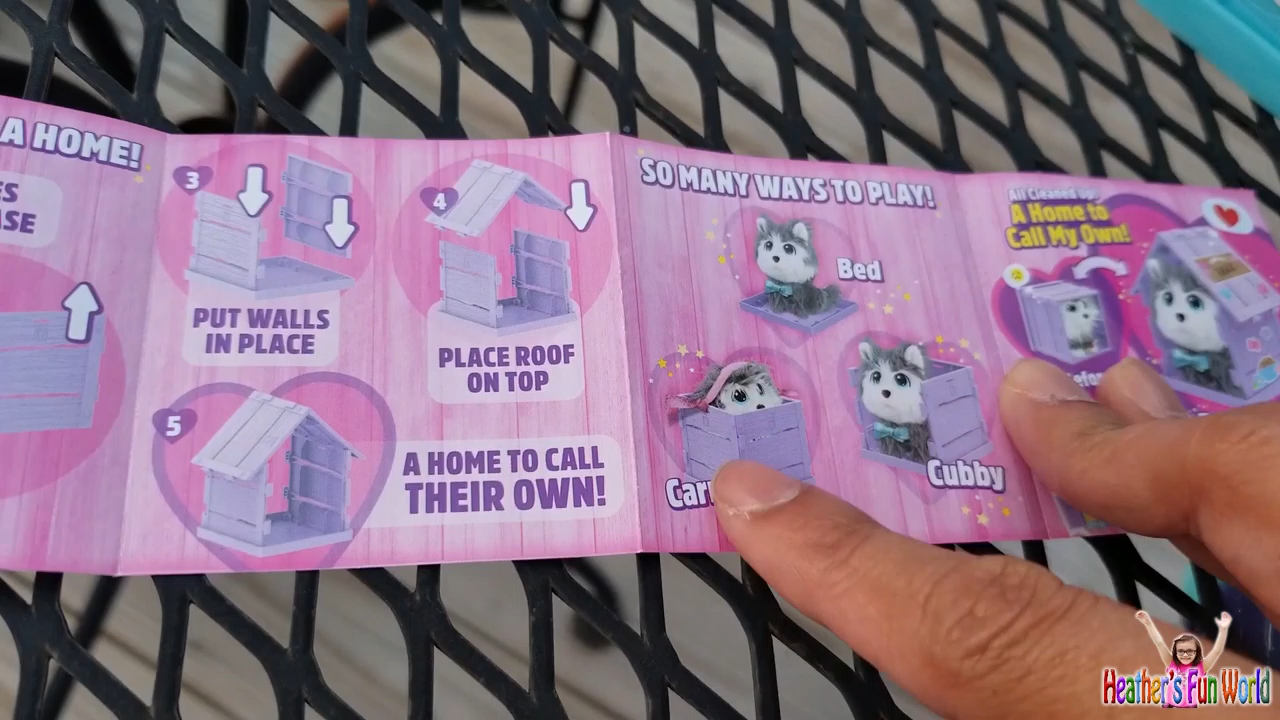 A HOME!
3
PUT WALLS
IN PLACE
4
PLACE ROOF
ON TOP
5
A HOME TO CALL
THEIR OWN!
SO MANY WAYS TO PLAY!
Bed
Cubby
All Cleaned up!
A Home to
Call My Own!
Heather's Fun World